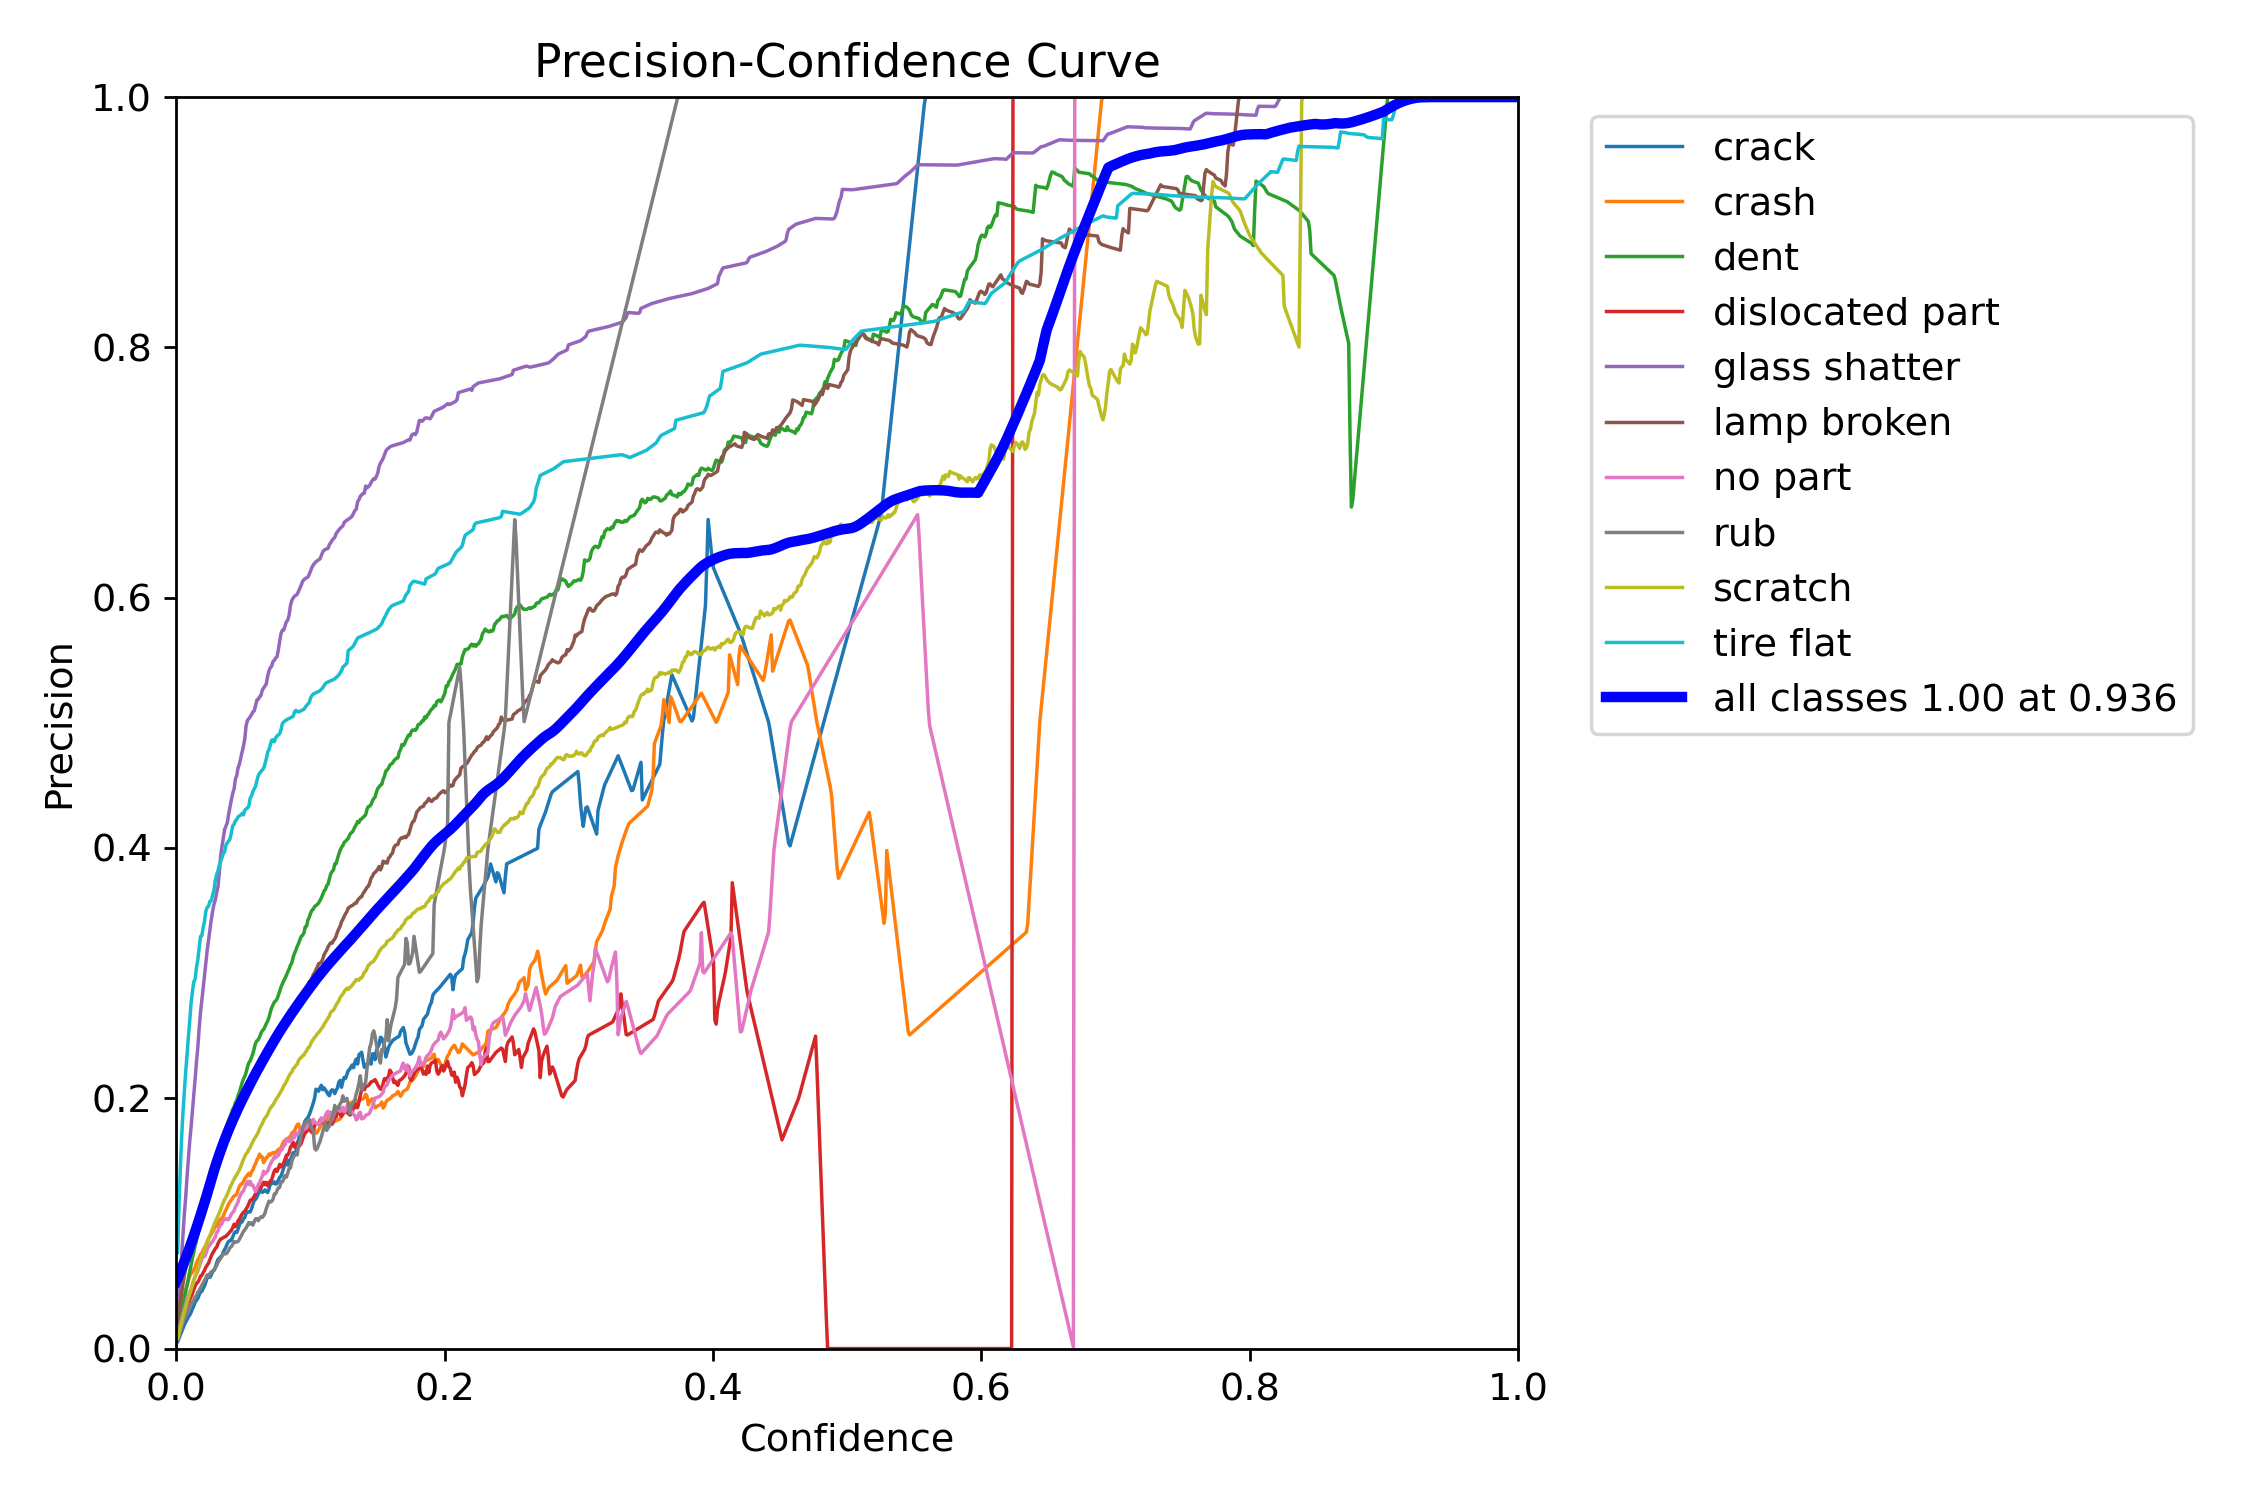 Precision-Confidence Curve
1.0
0.8
0.6
0.4
0.2
0.0
Precision
0.0 0.2 0.4 0.6 0.8 1.0
Confidence
crack
crash
dent
dislocated part
glass shatter
lamp broken
no part
rub
scratch
tire flat
all classes 1.00 at 0.936